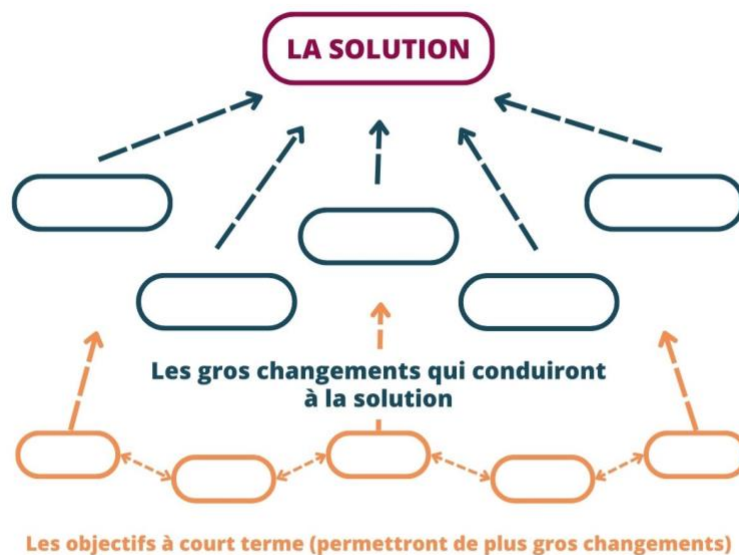 LA SOLUTION
Les gros changements qui conduiront
à la solution
Les objectifs à court terme (permettront de plus gros changements)